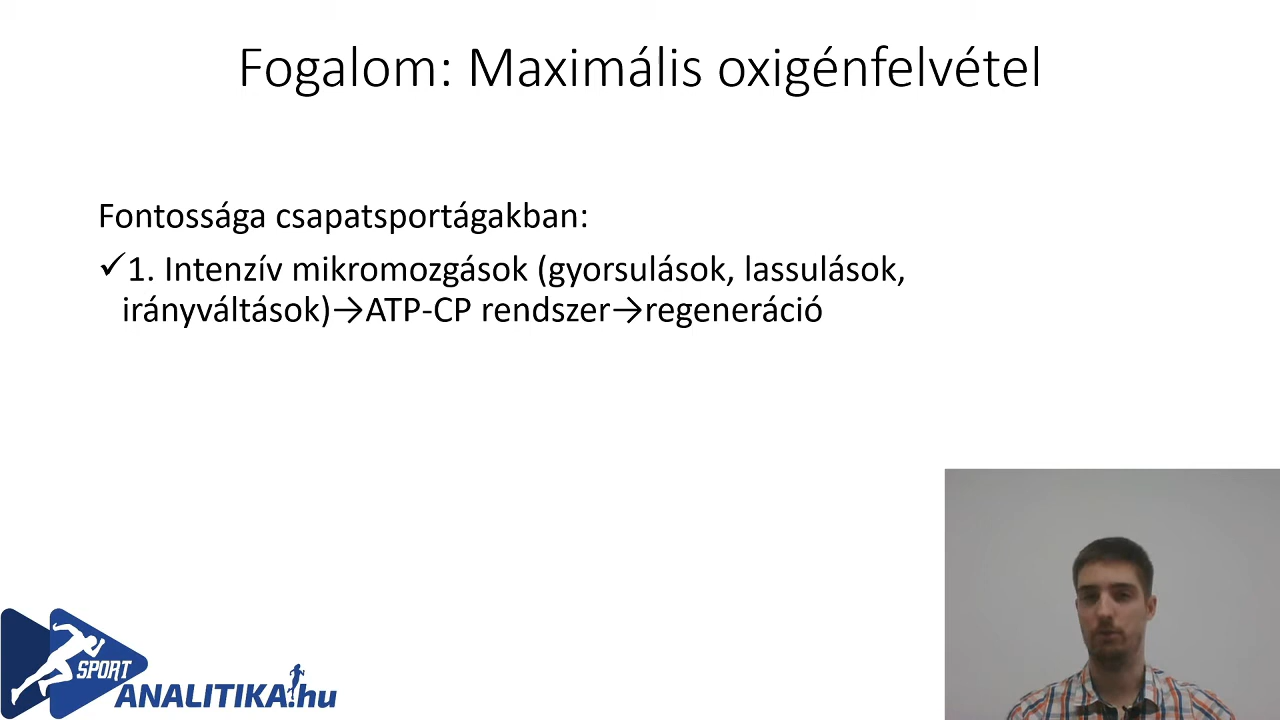 Fogalom: Maximális oxigénfelvétel
Fontossága csapatsportágakban:
✓1. Intenzív mikromozgások (gyorsulások, lassulások,
irányváltások)→ATP-CP rendszer→regeneráció
SPORT
ANALITIKA.hu